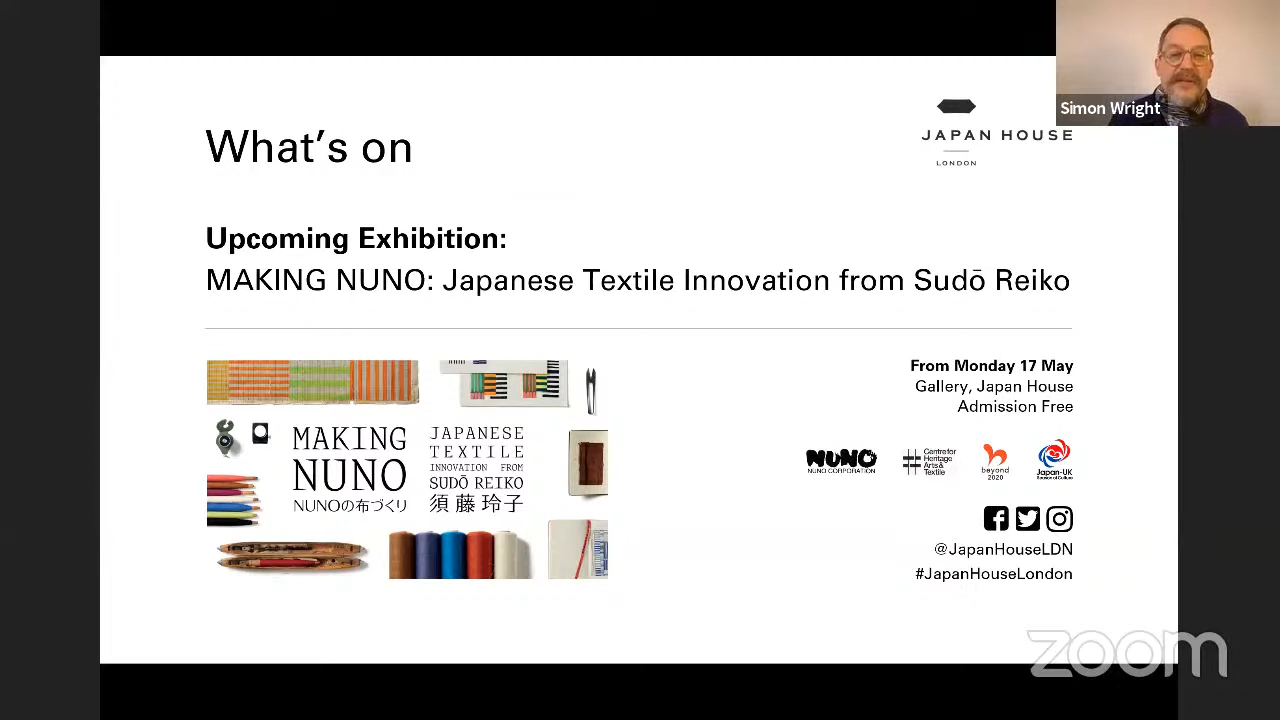 What's on
JAPAN HOUSE
LONDON
Simon Wright
Upcoming Exhibition:
MAKING NUNO: Japanese Textile Innovation from Sudō Reiko
MAKING
NUNO
NUNOの布づくり
JAPANESE
TEXTILE
INNOVATION FROM
SUDŌ REIKO
須藤玲子
From Monday 17 May
Gallery, Japan House
Admission Free
NUNO
NUNO CORPORATION
Centre for
Heritage
Arts &
Textile
beyond
2020
Japan-UK
Season of Culture
@JapanHouseLDN
#JapanHouseLondon
zoom